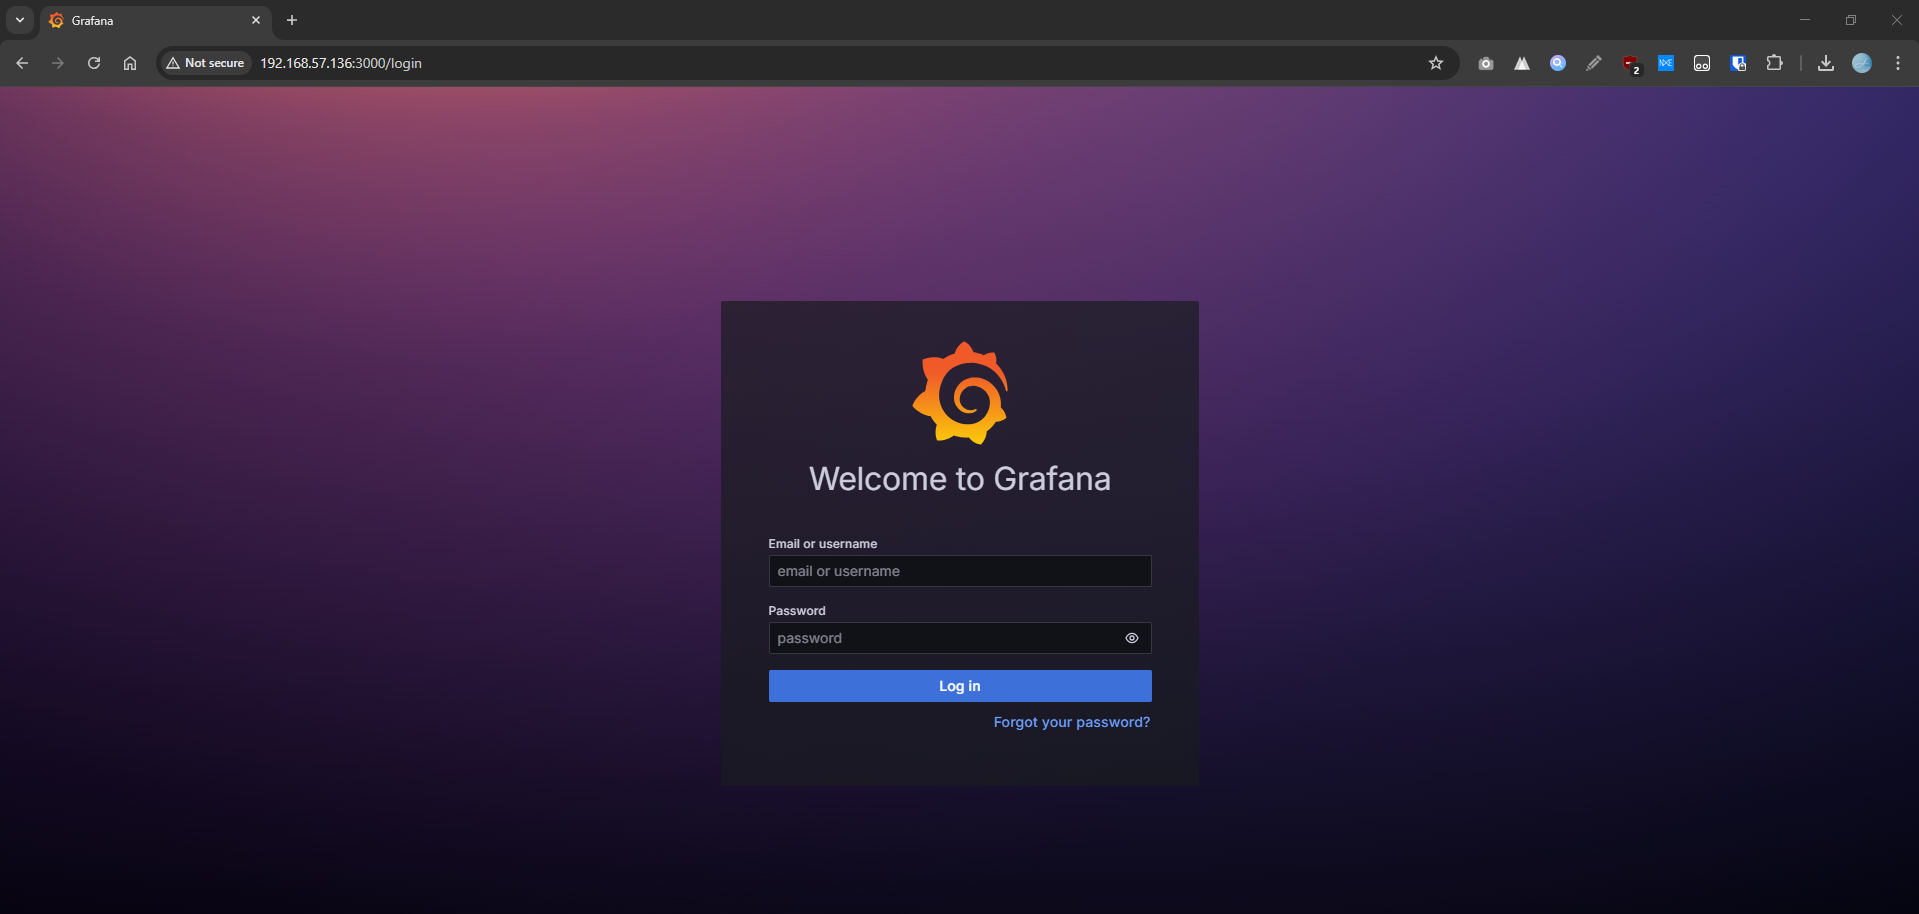 Grafana
Not secure
192.168.57.136:3000/login
2
Welcome to Grafana
Email or username
email or username
Password
password
Log in
Forgot your password?